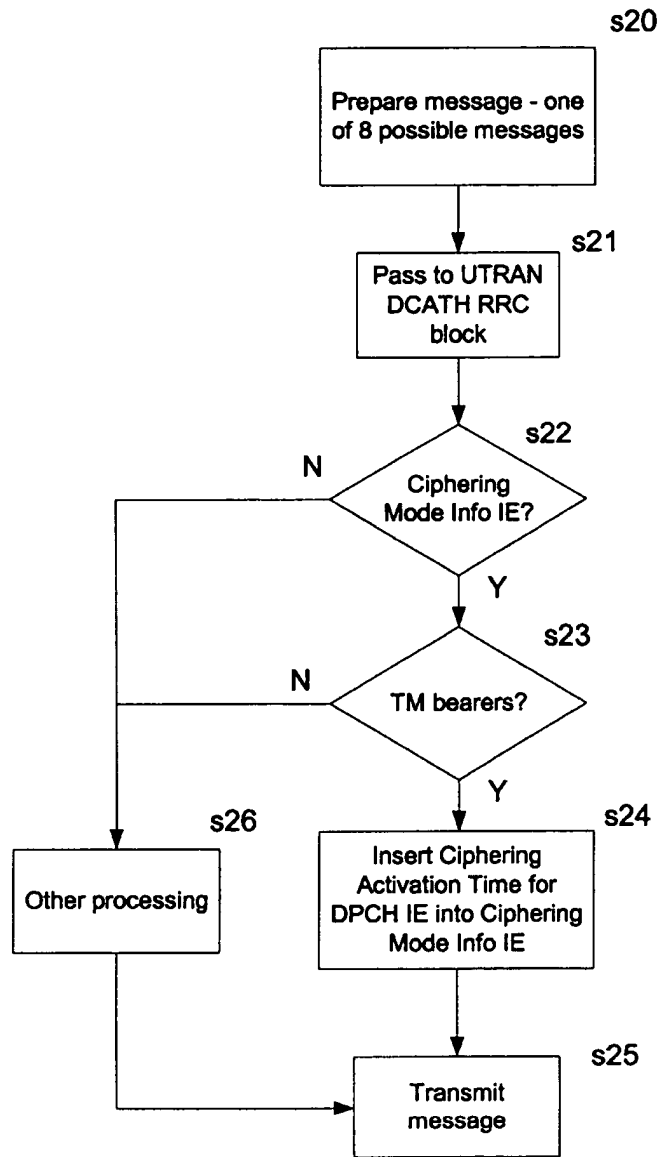 s20
Prepare message - one
of 8 possible messages
s21
Pass to UTRAN
DCATH RRC
block
s22
N
Ciphering
Mode Info IE?
Y
s23
N
TM bearers?
Y
s24
s26
Insert Ciphering
Activation Time for
DPCH IE into Ciphering
Mode Info IE
Other processing
s25
Transmit
message